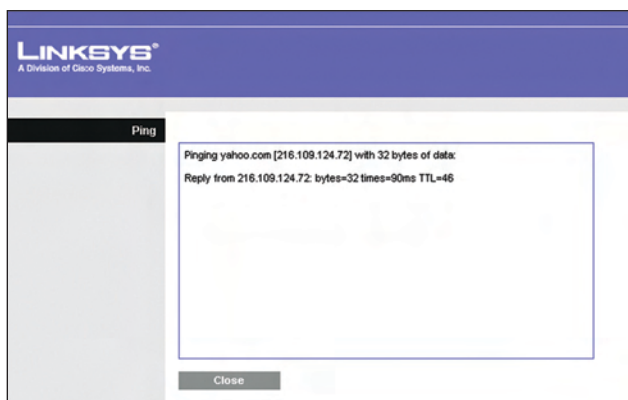 LINKSYS®
A Division of Cisco Systems, Inc.
Ping
Pinging yahoo.com [216.109.124.72] with 32 bytes of data:
Reply from 216.109.124.72: bytes=32 times=90ms TTL=46
Close